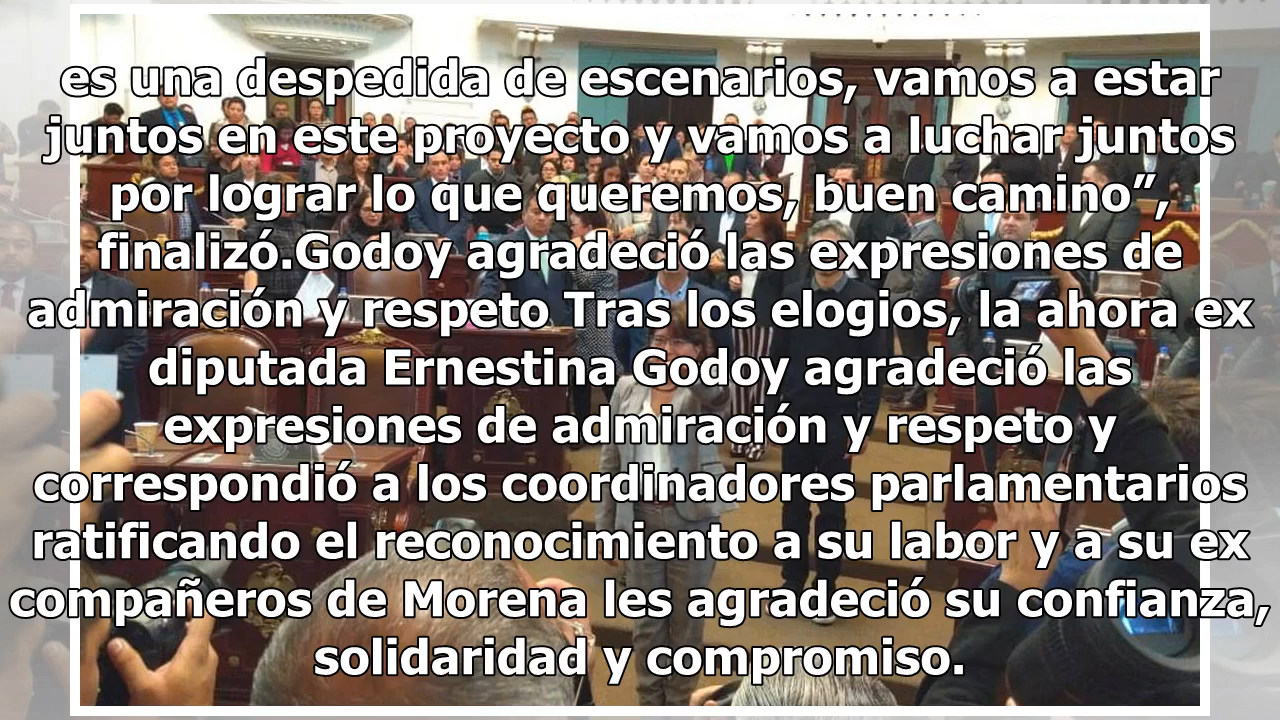 es una despedida de escenarios, vamos a estar
juntos en este proyecto y vamos a luchar juntos
por lograr lo que queremos, buen camino”,
finalizó.Godoy agradeció las expresiones de
admiración y respeto Tras los elogios, la ahora ex
diputada Ernestina Godoy agradeció las
expresiones de admiración y respeto y
correspondió a los coordinadores parlamentarios
ratificando el reconocimiento a su labor y a su ex
compañeros de Morena les agradeció su confianza,
solidaridad y compromiso.